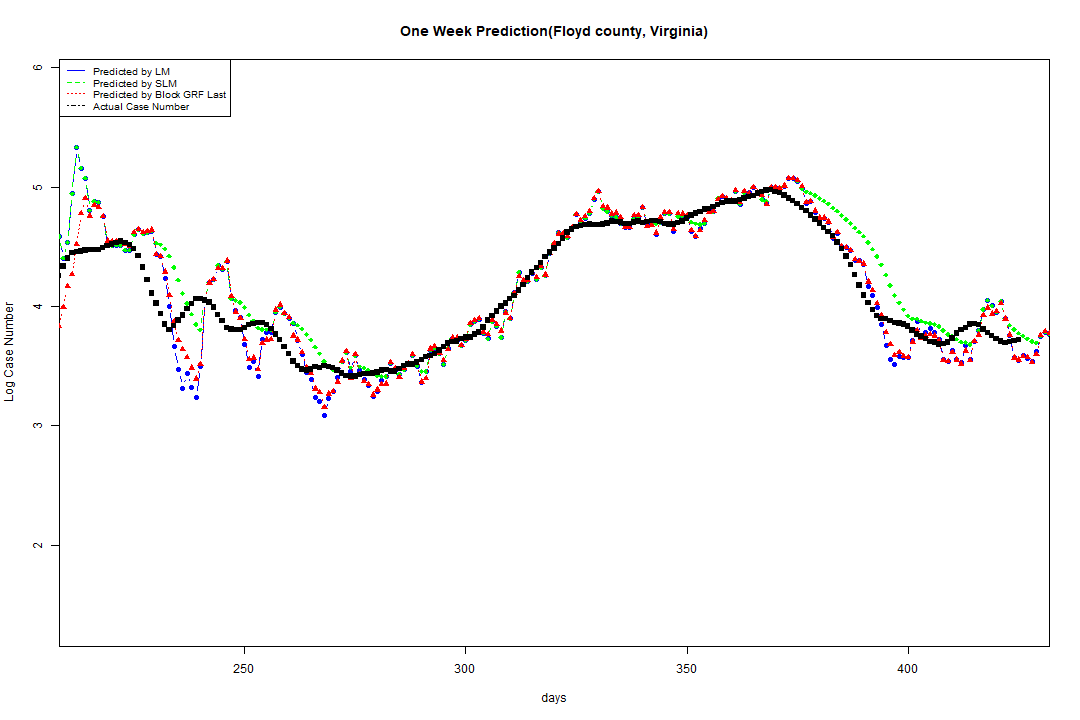 One Week Prediction(Floyd county, Virginia)
Predicted by LM
Predicted by SLM
Predicted by Block GRF Last
Actual Case Number
6
5
4
3
2
Log Case Number
250
300
350
400
days